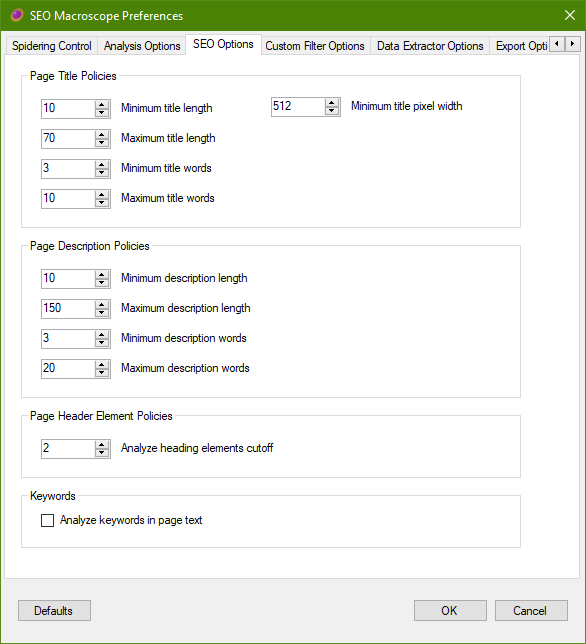 SEO Macroscope Preferences
Spidering Control Analysis Options SEO Options Custom Filter Options Data Extractor Options Export Opti
Page Title Policies
10 Minimum title length 512 Minimum title pixel width
70 Maximum title length
3 Minimum title words
10 Maximum title words
Page Description Policies
10 Minimum description length
150 Maximum description length
3 Minimum description words
20 Maximum description words
Page Header Element Policies
2 Analyze heading elements cutoff
Keywords
Analyze keywords in page text
Defaults OK Cancel